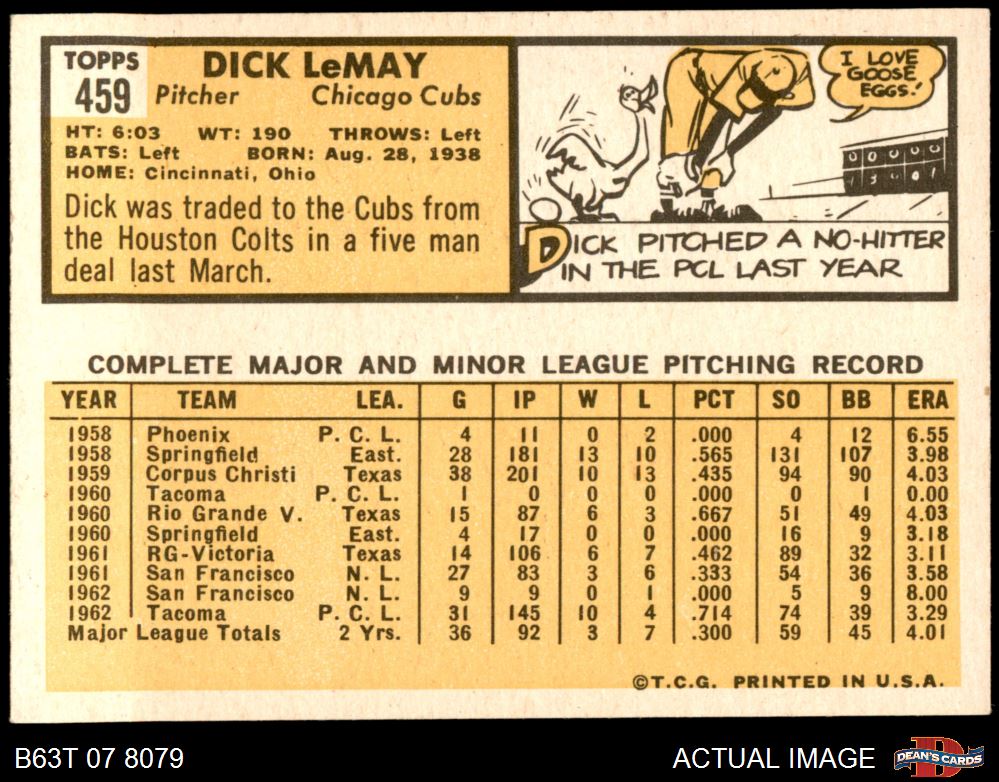 TOPPS
459
DICK LeMAY
Pitcher Chicago Cubs
HT: 6:03 WT: 190 THROWS: Left
BATS: Left BORN: Aug. 28, 1938
HOME: Cincinnati, Ohio
Dick was traded to the Cubs from
the Houston Colts in a five man
deal last March.
I LOVE
GOOSE
EGGS!
DICK PITCHED A NO-HITTER
IN THE PCL LAST YEAR
COMPLETE MAJOR AND MINOR LEAGUE PITCHING RECORD
YEAR TEAM LEA. G IP W L PCT SO BB ERA
1958 Phoenix P. C. L. 4 11 0 2 .000 4 12 6.55
1958 Springfield East. 28 181 13 10 .565 131 107 3.98
1959 Corpus Christi Texas 38 201 10 13 .435 94 90 4.03
1960 Tacoma P. C. L. 1 0 0 0 .000 0 1 0.00
1960 Rio Grande V. Texas 15 87 6 3 .667 51 49 4.03
1960 Springfield East. 4 17 0 0 .000 16 9 3.18
1961 RG-Victoria Texas 14 106 6 7 .462 89 32 3.11
1961 San Francisco N. L. 27 83 3 6 .333 54 36 3.58
1962 San Francisco N. L. 9 9 0 1 .000 5 9 8.00
1962 Tacoma P. C. L. 31 145 10 4 .714 74 39 3.29
Major League Totals 2 Yrs. 36 92 3 7 .300 59 45 4.01
©T.C.G. PRINTED IN U.S.A.
B63T 07 8079 ACTUAL IMAGE
DEAN'S CARDS